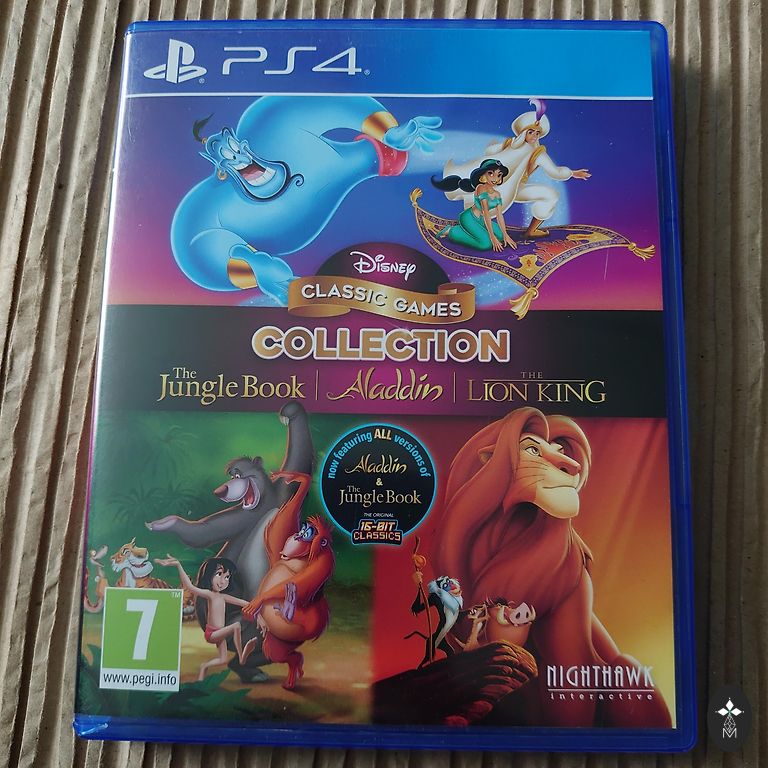 PS4
Disney
CLASSIC GAMES
COLLECTION
The Jungle Book | Aladdin | THE LION KING
now featuring ALL versions of
Aladdin
&
The Jungle Book
THE ORIGINAL
16-BIT
CLASSICS
7
www.pegi.info
NIGHTHAWK
interactive
M